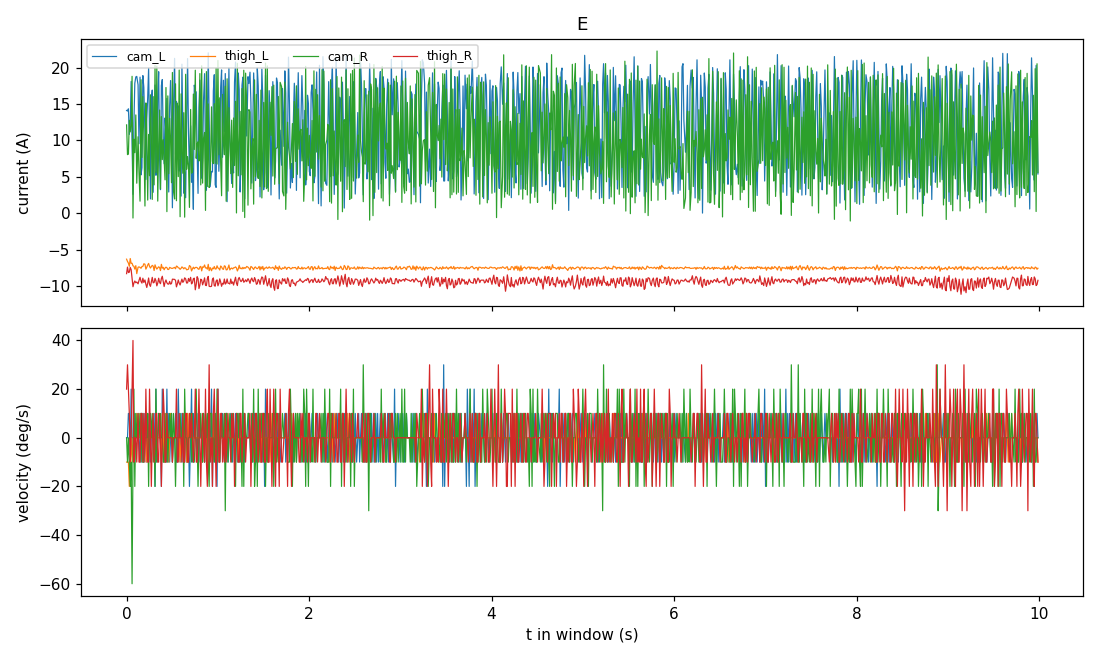 E
cam_L thigh_L cam_R thigh_R
20
15
10
5
0
−5
−10
current (A)
40
20
0
−20
−40
−60
velocity (deg/s)
0 2 4 6 8 10
t in window (s)